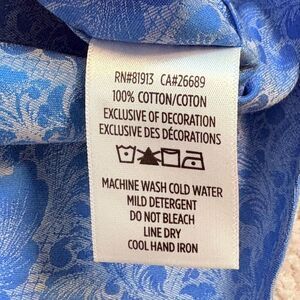 RN#81913 CA#26689
100% COTTON/COTON
EXCLUSIVE OF DECORATION
EXCLUSIVE DES DÉCORATIONS
MACHINE WASH COLD WATER
MILD DETERGENT
DO NOT BLEACH
LINE DRY
COOL HAND IRON